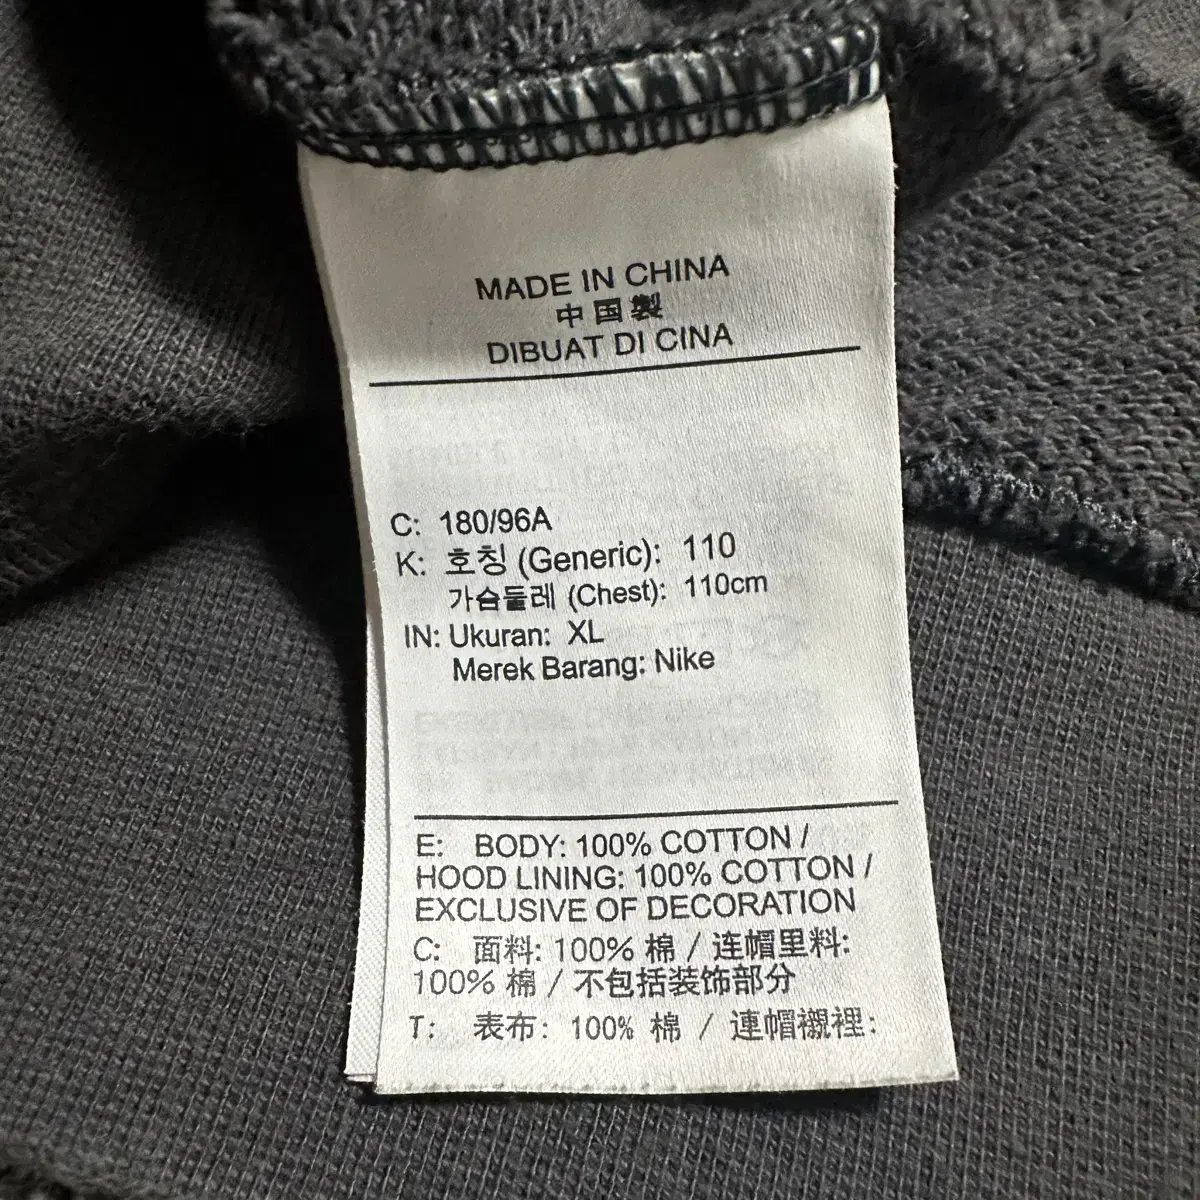 MADE IN CHINA
中国製
DIBUAT DI CINA
C: 180/96A
K: 호칭 (Generic): 110
가슴둘레 (Chest): 110cm
IN: Ukuran: XL
Merek Barang: Nike
E: BODY: 100% COTTON /
HOOD LINING: 100% COTTON /
EXCLUSIVE OF DECORATION
C: 面料: 100% 棉 / 连帽里料:
100% 棉 / 不包括装饰部分
T: 表布: 100% 棉 / 連帽襯裡: